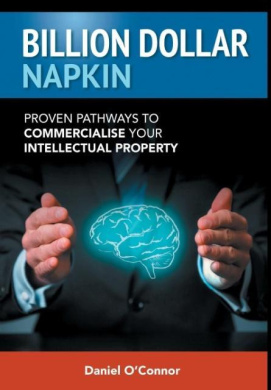 BILLION DOLLAR
NAPKIN
PROVEN PATHWAYS TO
COMMERCIALISE YOUR
INTELLECTUAL PROPERTY
Daniel O'Connor